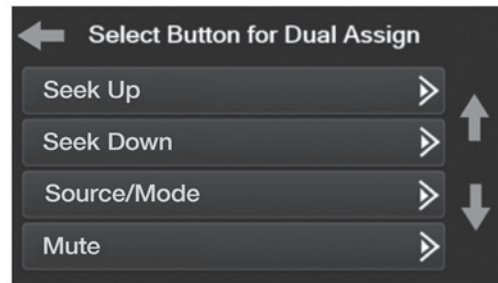 Select Button for Dual Assign
Seek Up
Seek Down
Source/Mode
Mute